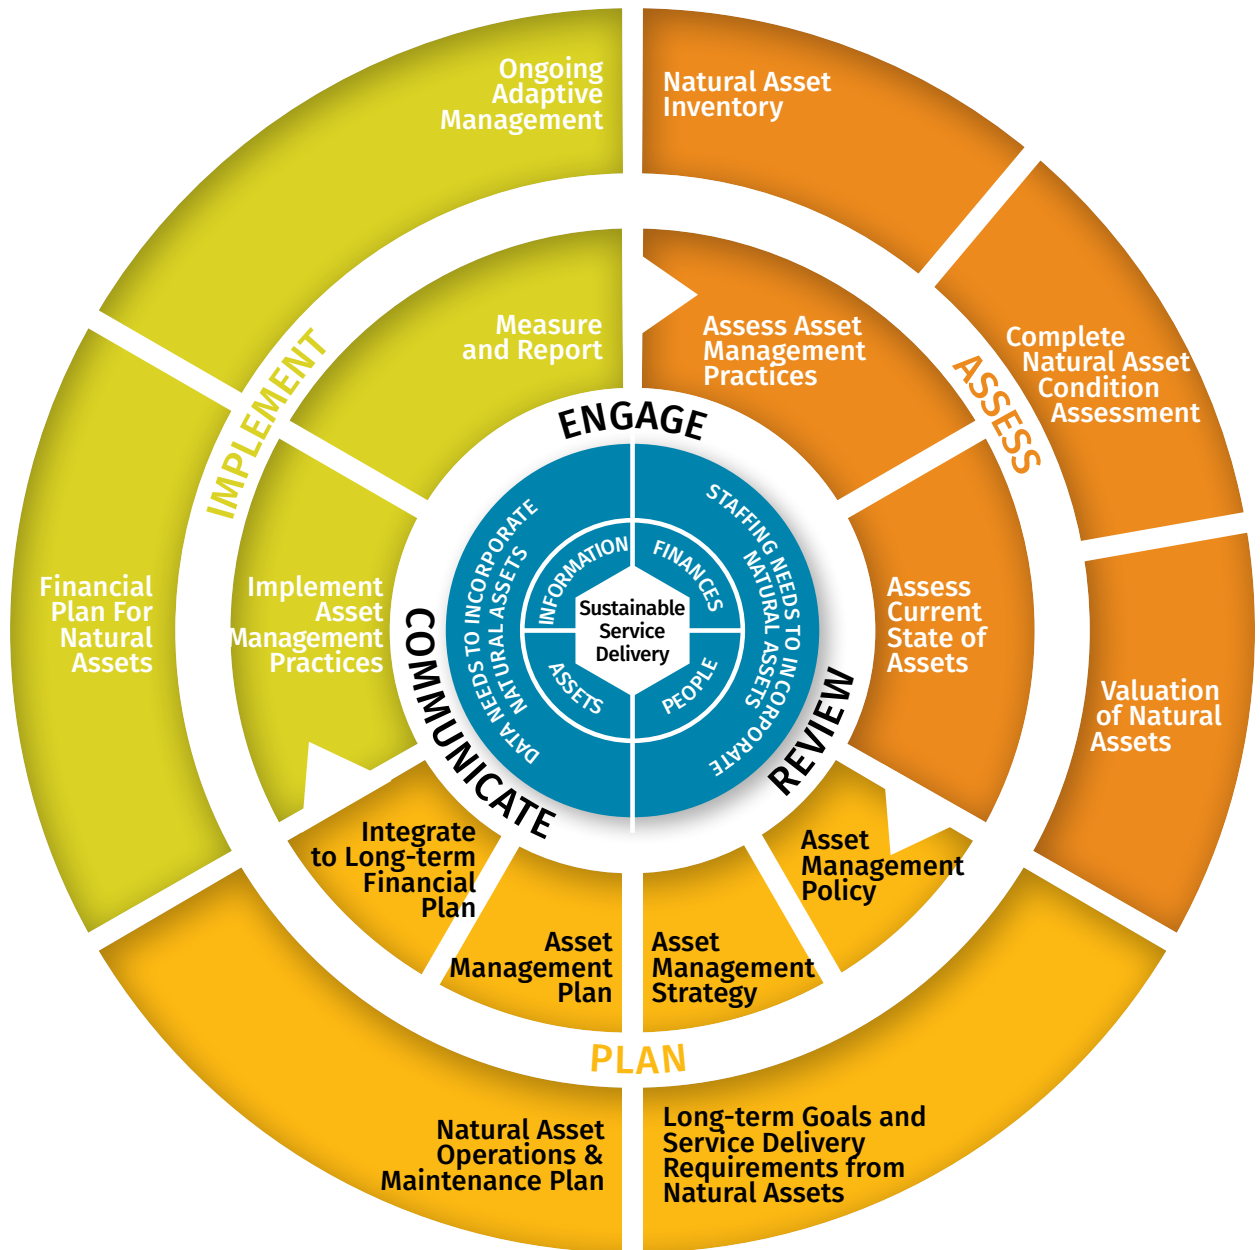 Ongoing
Adaptive
Management
Natural Asset
Inventory
Complete
Natural Asset
Condition
Assessment
Valuation
of Natural
Assets
Long-term Goals and
Service Delivery
Requirements from
Natural Assets
Natural Asset
Operations &
Maintenance Plan
Financial
Plan For
Natural
Assets
IMPLEMENT
ASSESS
PLAN
Measure
and Report
Assess Asset
Management
Practices
Assess
Current
State of
Assets
Asset
Management
Policy
Asset
Management
Strategy
Asset
Management
Plan
Integrate
to Long-term
Financial
Plan
Implement
Asset
Management
Practices
ENGAGE
REVIEW
COMMUNICATE
DATA NEEDS TO INCORPORATE
NATURAL ASSETS
STAFFING NEEDS TO INCORPORATE
NATURAL ASSETS
INFORMATION
FINANCES
ASSETS
PEOPLE
Sustainable
Service
Delivery